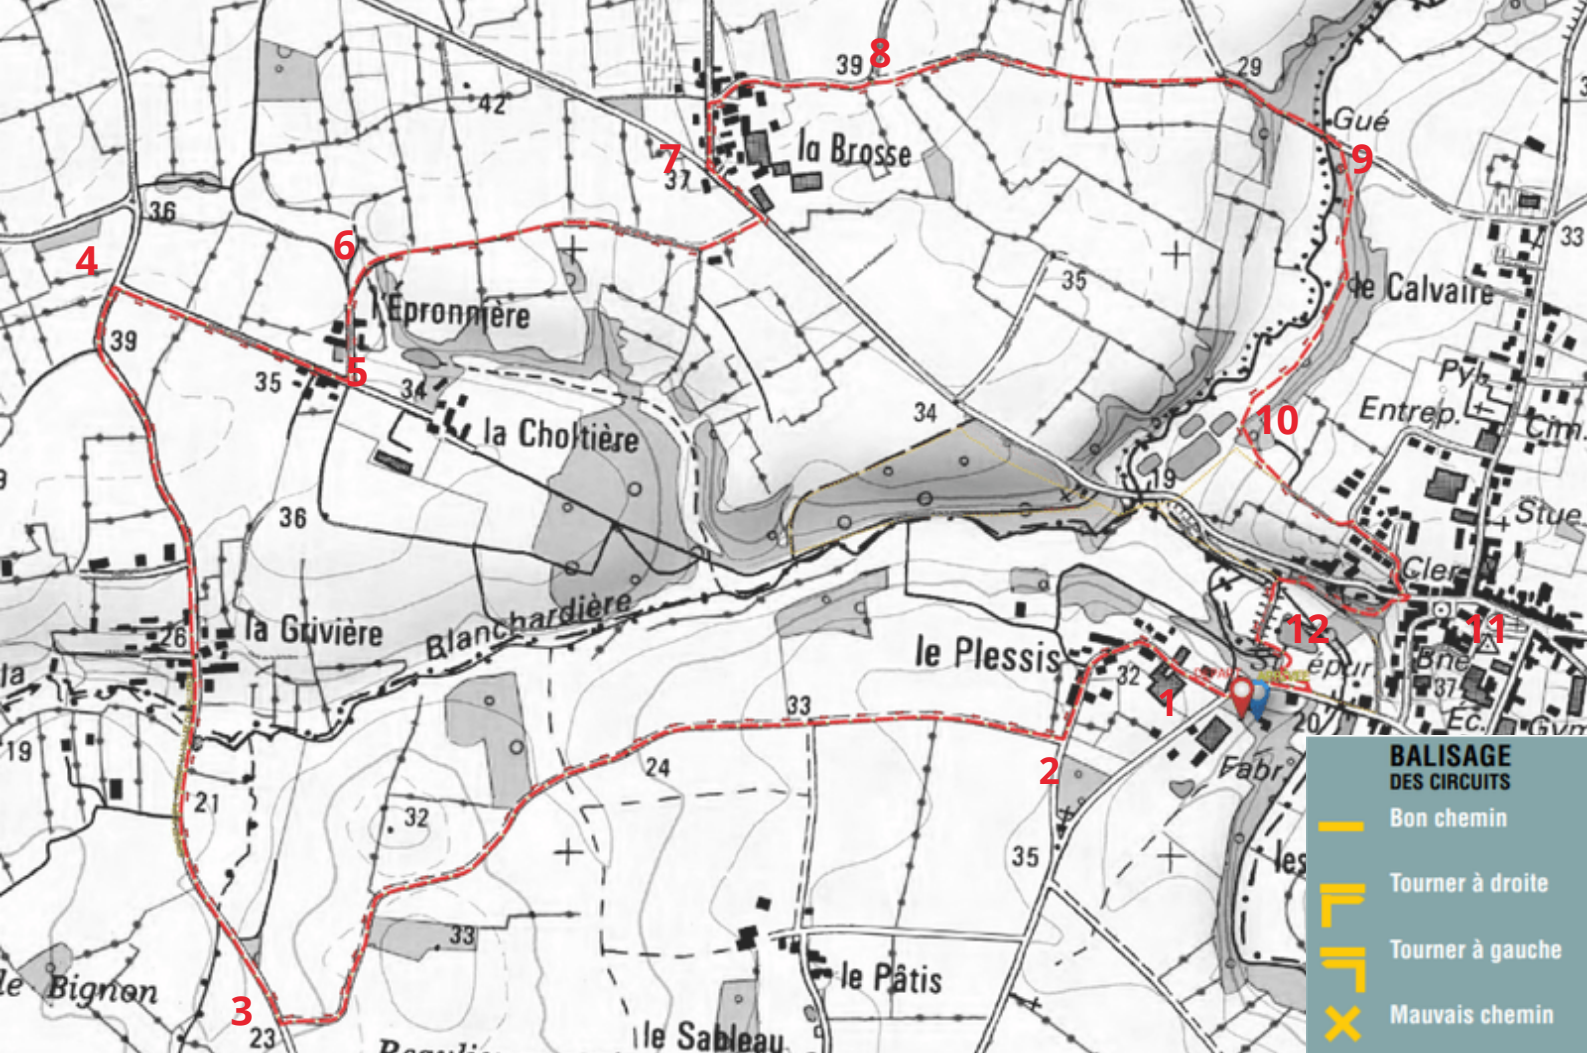 8
39
29
42
Gué
la Brosse
9
7
37
36
33
6
4
35
le Calvaire
l'Épronnière
39
5
35
34
Pyl.
34
10
Entrep.
Cim.
la Choltière
19
36
Stue
Cler
Blanchardière
la Grivière
26
12
11
le Plessis
la
32
St
épur
Bne
37
1
33
20
Ec.
Gym
19
24
2
Fabr.
21
32
35
les
33
le Bignon
le Pâtis
3
23
le Sableau
BALISAGE
DES CIRCUITS
Bon chemin
Tourner à droite
Tourner à gauche
Mauvais chemin